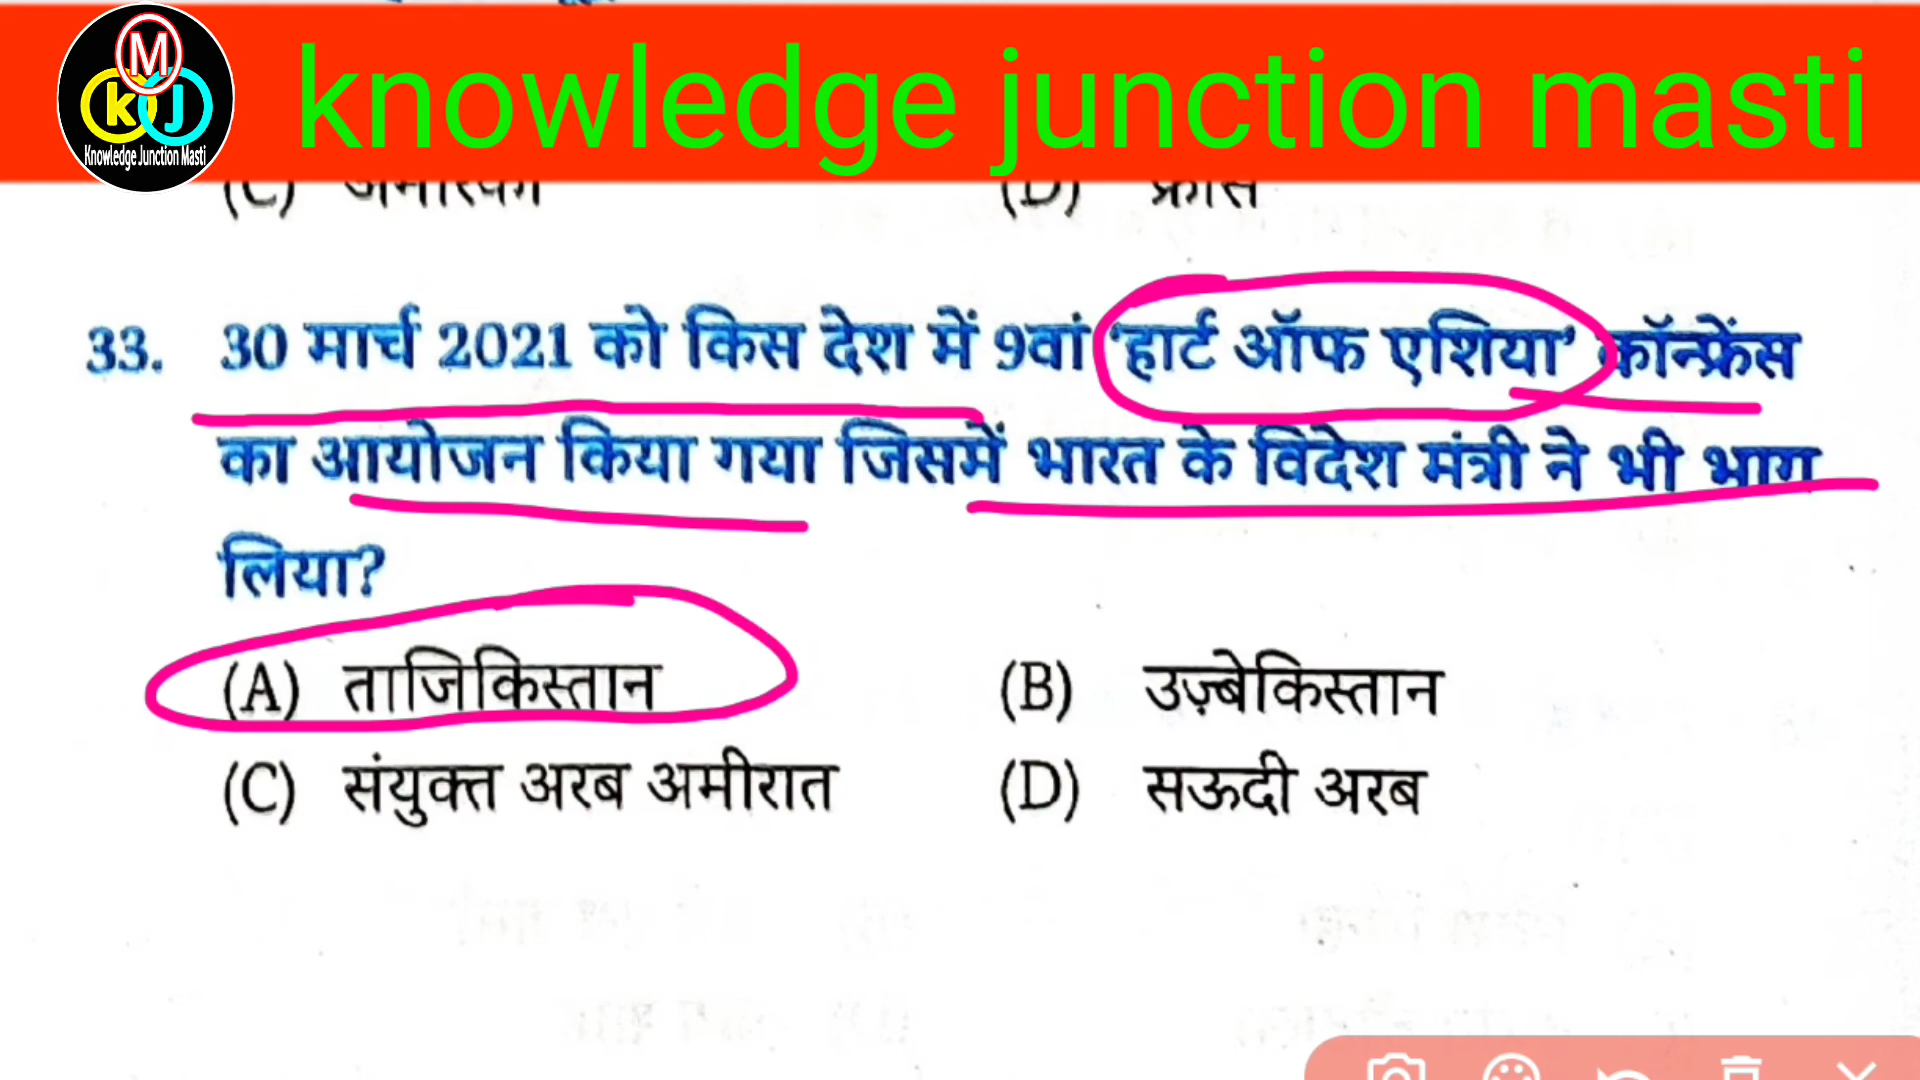 M
K J
Knowledge Junction Masti
knowledge junction masti
(C) अमेरिका (D) फ्रांस
33. 30 मार्च 2021 को किस देश में 9वां 'हार्ट ऑफ एशिया' कॉन्फ्रेंस
का आयोजन किया गया जिसमें भारत के विदेश मंत्री ने भी भाग
लिया?
(A) ताजिकिस्तान (B) उज़्बेकिस्तान
(C) संयुक्त अरब अमीरात (D) सऊदी अरब